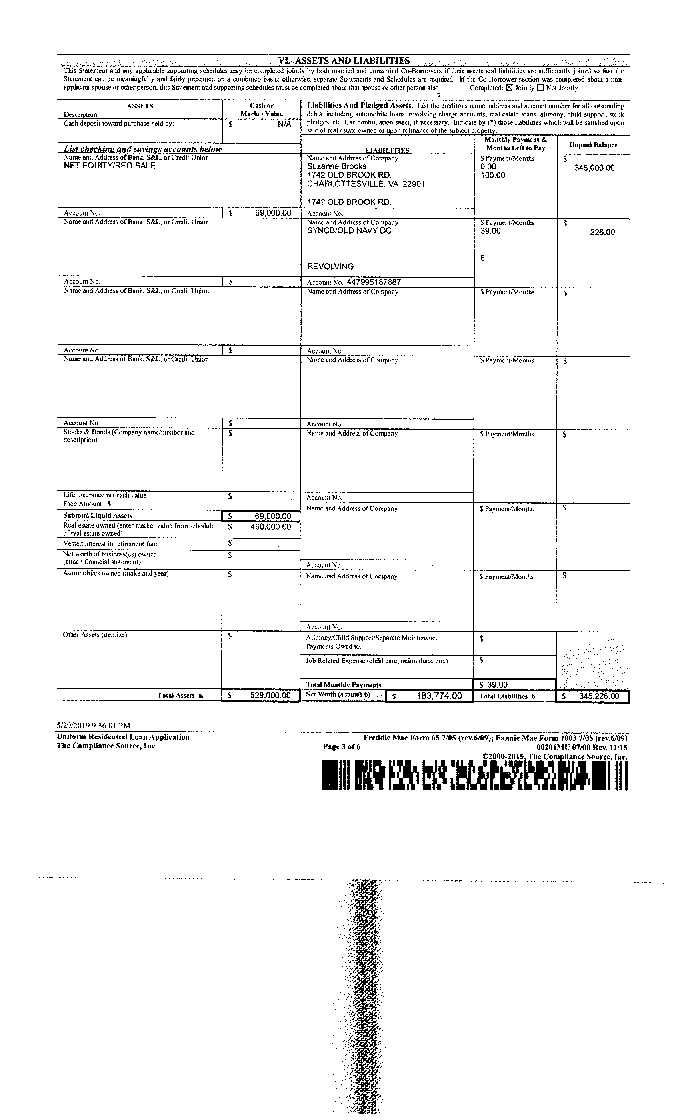 VI. ASSETS AND LIABILITIES
This Statement and any applicable supporting schedules may be completed jointly by both married and unmarried Co-Borrowers if their assets and liabilities are sufficiently joined so that the
Statement can be meaningfully and fairly presented on a combined basis; otherwise, separate Statements and Schedules are required. If the Co-Borrower section was completed about a non-
applicant spouse or other person, this Statement and supporting schedules must be completed about that spouse or other person also.
Completed: ☒ Jointly ☐ Not Jointly
ASSETS
Description
Cash or
Market Value
Cash deposit toward purchase held by:
$ N/A
List checking and savings accounts below
Name and Address of Bank, S&L, or Credit Union
NET EQUITY/RED SALE
Account No.
$ 69,000.00
Name and Address of Bank, S&L, or Credit Union
Account No.
$
Name and Address of Bank, S&L, or Credit Union
Account No.
$
Name and Address of Bank, S&L, or Credit Union
Account No.
$
Stocks & Bonds (Company name/number and
description)
$
Life insurance net cash value
Face Amount $
$
Subtotal Liquid Assets
$ 69,000.00
Real estate owned (enter market value from schedule
of real estate owned)
$ 460,000.00
Vested interest in retirement fund
$
Net worth of business(es) owned
(attach financial statement)
$
Automobiles owned (make and year)
$
Other Assets (itemize)
$
Total Assets a.
$ 529,000.00
Liabilities And Pledged Assets. List the creditor's name, address and account number for all outstanding
debts, including automobile loans, revolving charge accounts, real estate loans, alimony, child support, stock
pledges, etc. Use continuation sheet, if necessary. Indicate by (*) those liabilities which will be satisfied upon
sale of real estate owned or upon refinance of the subject property.
LIABILITIES
Monthly Payment &
Months Left to Pay
Unpaid Balance
Name and Address of Company
Suzanne Brooks
1742 OLD BROOK RD.
CHARLOTTESVILLE, VA 22901
1742 OLD BROOK RD.
$ Payment/Months
0.00
$
345,000.00
Account No.
Name and Address of Company
SYNCB/OLD NAVY DC
REVOLVING
$ Payment/Months
39.00
$
226.00
Account No. 447995187887
Name and Address of Company
$ Payment/Months
$
Account No.
Name and Address of Company
$ Payment/Months
$
Account No.
Name and Address of Company
$ Payment/Months
$
Account No.
Name and Address of Company
$ Payment/Months
$
Account No.
Name and Address of Company
$ Payment/Months
$
Account No.
Alimony/Child Support/Separate Maintenance
Payments Owed to:
$
Job Related Expense (child care, union dues, etc.)
$
Total Monthly Payments
$ 39.00
Net Worth (a minus b)
$ 183,774.00
Total Liabilities b.
$ 345,226.00
Uniform Residential Loan Application
The Compliance Source, Inc.
Page 3 of 6
Freddie Mac Form 65 7/05 (rev.6/09); Fannie Mae Form 1003 7/05 (rev.6/09)
©2000-2015, The Compliance Source, Inc.